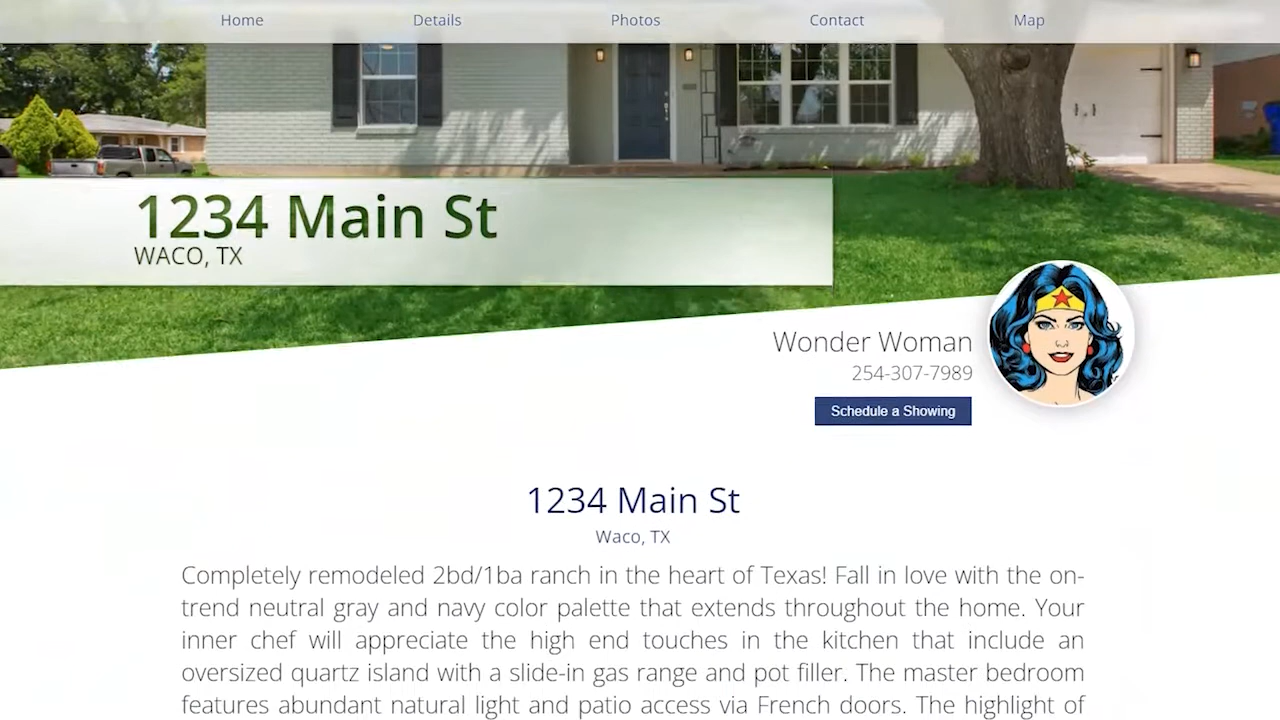 Home Details Photos Contact Map
1234 Main St
WACO, TX
Wonder Woman
254-307-7989
Schedule a Showing
1234 Main St
Waco, TX
Completely remodeled 2bd/1ba ranch in the heart of Texas! Fall in love with the on-
trend neutral gray and navy color palette that extends throughout the home. Your
inner chef will appreciate the high end touches in the kitchen that include an
oversized quartz island with a slide-in gas range and pot filler. The master bedroom
features abundant natural light and patio access via French doors. The highlight of